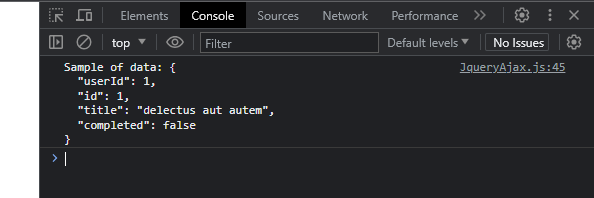 Elements Console Sources Network Performance
top Filter Default levels No Issues
Sample of data: { JqueryAjax.js:45
"userId": 1,
"id": 1,
"title": "delectus aut autem",
"completed": false
}